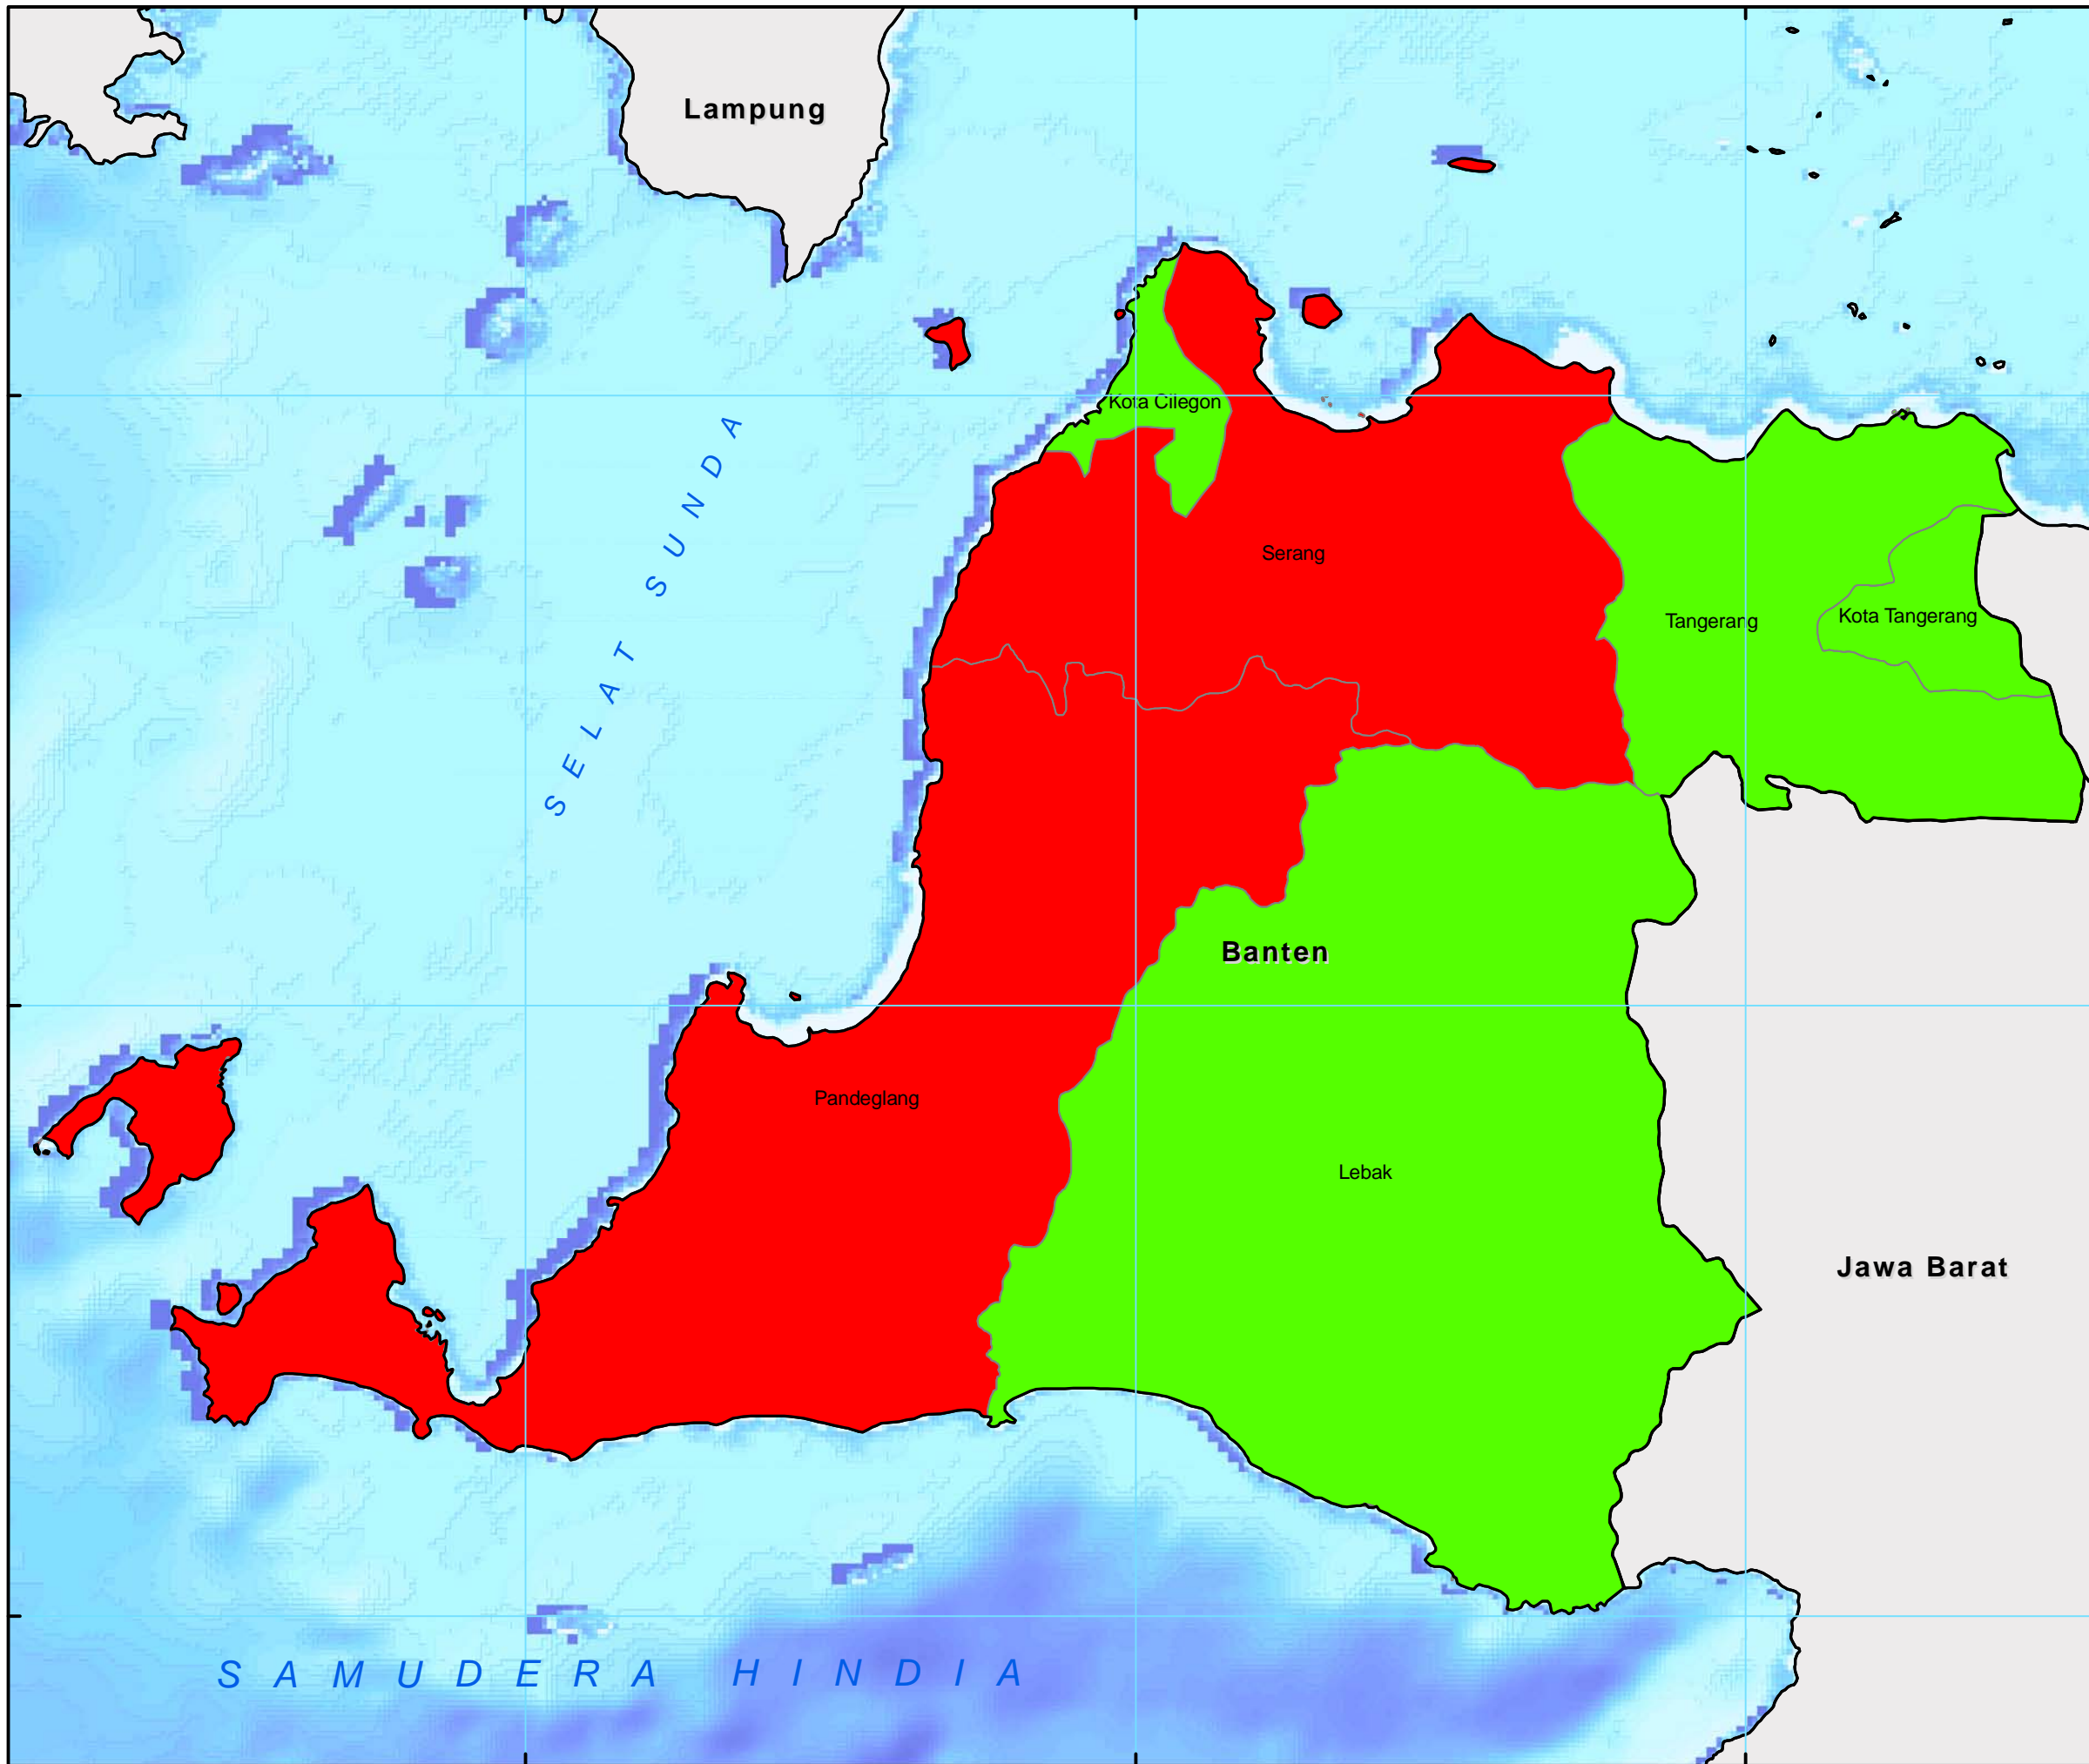 Lampung
Kota Cilegon
SELAT SUNDA
Serang
Kota Tangerang
Tangerang
Banten
Pandeglang
Lebak
Jawa Barat
SAMUDERA HINDIA